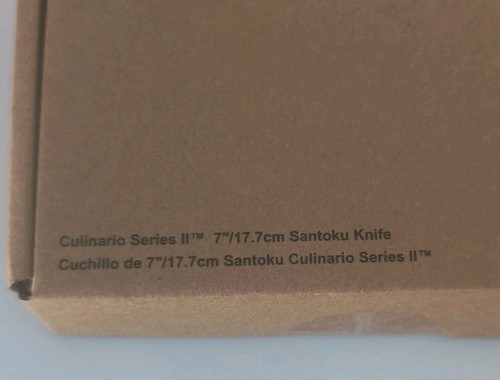 Culinario Series II™ 7"/17.7cm Santoku Knife
Cuchillo de 7"/17.7cm Santoku Culinario Series II™